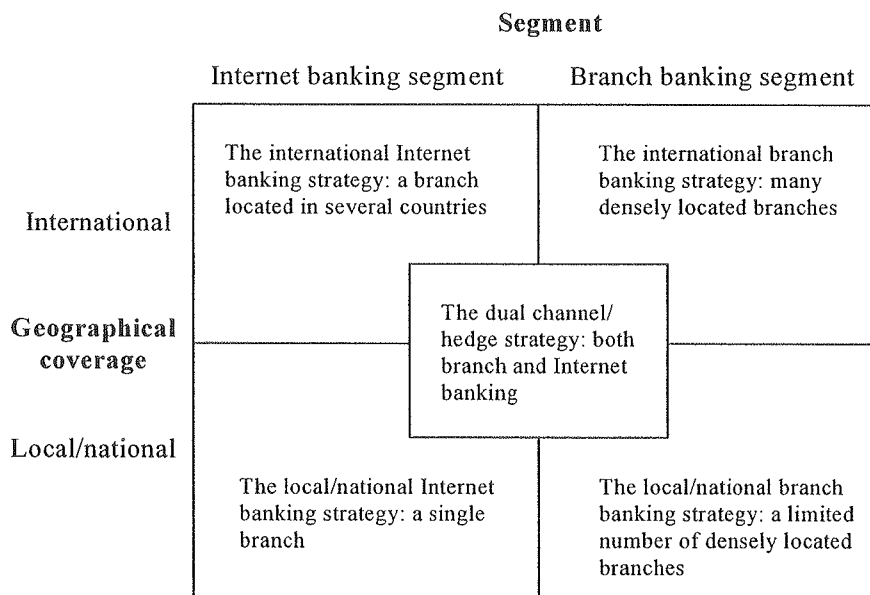 Segment
Internet banking segment
Branch banking segment
The international Internet
banking strategy: a branch
located in several countries
The international branch
banking strategy: many
densely located branches
International
The dual channel/
hedge strategy: both
branch and Internet
banking
Geographical
coverage
Local/national
The local/national Internet
banking strategy: a single
branch
The local/national branch
banking strategy: a limited
number of densely located
branches